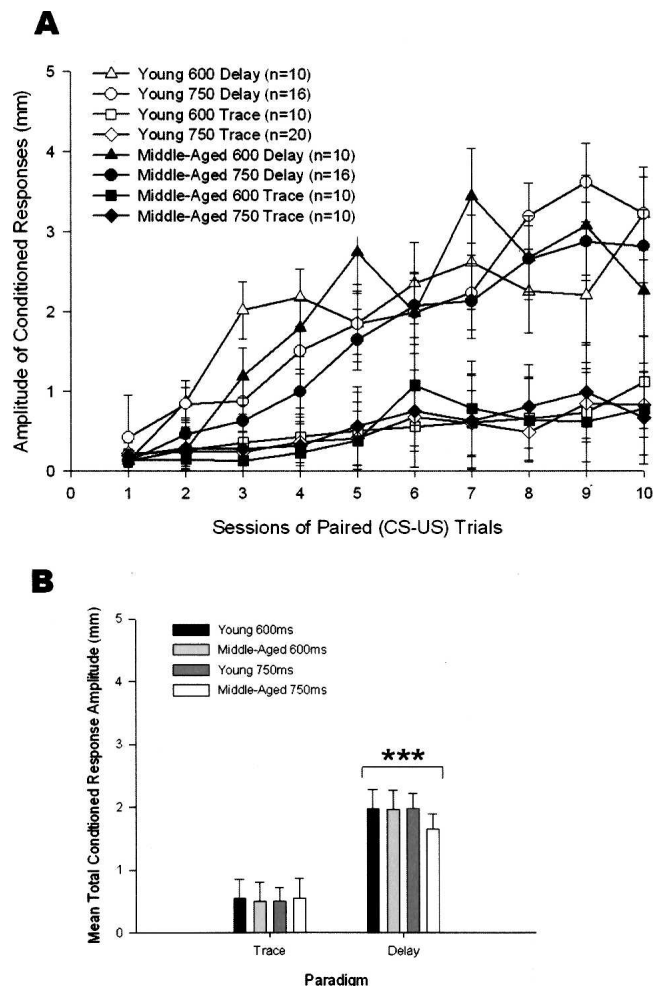 A
Amplitude of Conditioned Responses (mm)
5
4
3
2
1
0
Young 600 Delay (n=10)
Young 750 Delay (n=16)
Young 600 Trace (n=10)
Young 750 Trace (n=20)
Middle-Aged 600 Delay (n=10)
Middle-Aged 750 Delay (n=16)
Middle-Aged 600 Trace (n=10)
Middle-Aged 750 Trace (n=10)
0 1 2 3 4 5 6 7 8 9 10
Sessions of Paired (CS-US) Trials
B
Mean Total Condtioned Response Amplitude (mm)
5
4
3
2
1
0
Young 600ms
Middle-Aged 600ms
Young 750ms
Middle-Aged 750ms
***
Trace Delay
Paradigm